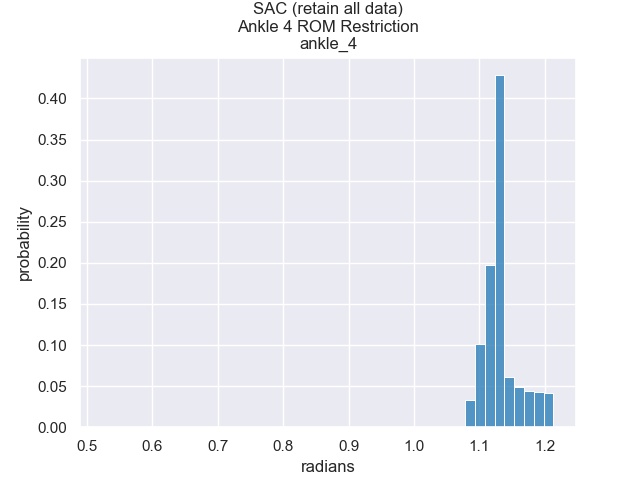 SAC (retain all data)
Ankle 4 ROM Restriction
ankle_4
0.40
0.35
0.30
0.25
0.20
0.15
0.10
0.05
0.00
probability
0.5 0.6 0.7 0.8 0.9 1.0 1.1 1.2
radians